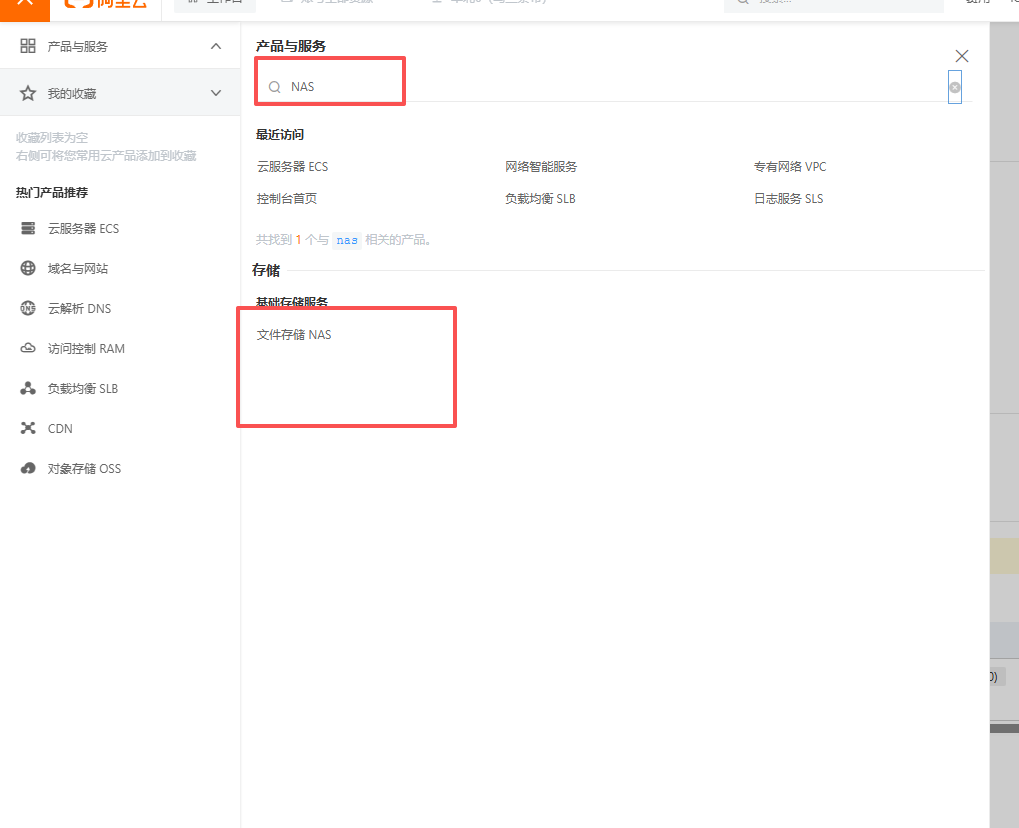 阿里云
产品与服务
我的收藏
收藏列表为空
右侧可将您常用云产品添加到收藏
热门产品推荐
云服务器 ECS
域名与网站
云解析 DNS
访问控制 RAM
负载均衡 SLB
CDN
对象存储 OSS
产品与服务
NAS
最近访问
云服务器 ECS 网络智能服务 专有网络 VPC
控制台首页 负载均衡 SLB 日志服务 SLS
共找到 1 个与 nas 相关的产品。
存储
基础存储服务
文件存储 NAS